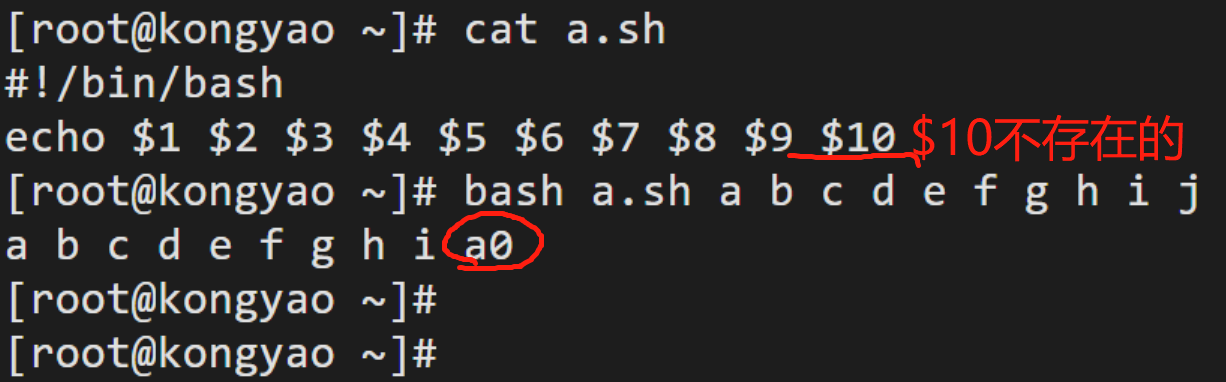 [root@kongyao ~]# cat a.sh
#!/bin/bash
echo $1 $2 $3 $4 $5 $6 $7 $8 $9 $10 $10不存在的
[root@kongyao ~]# bash a.sh a b c d e f g h i j
a b c d e f g h i a0
[root@kongyao ~]#
[root@kongyao ~]#